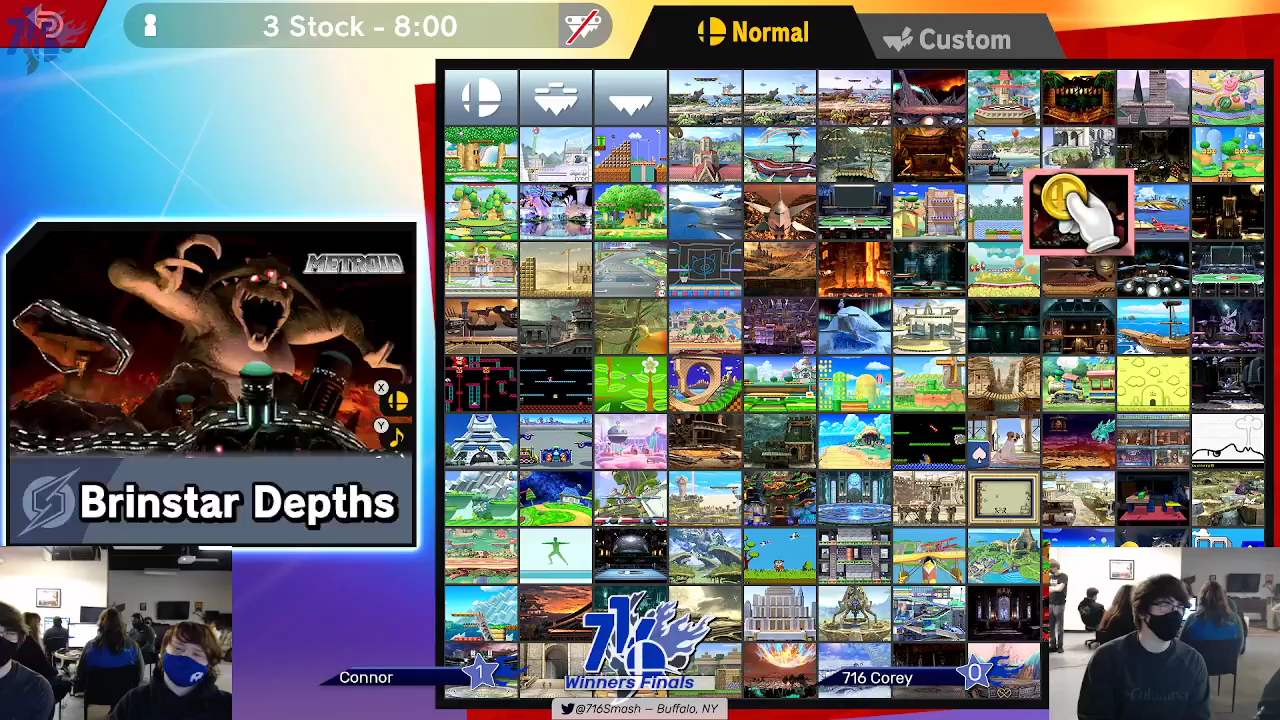 3 Stock - 8:00
Normal
Custom
METROID
X
Y
Brinstar Depths
716
Connor
1
Winners Finals
716 Corey
0
@716Smash — Buffalo, NY